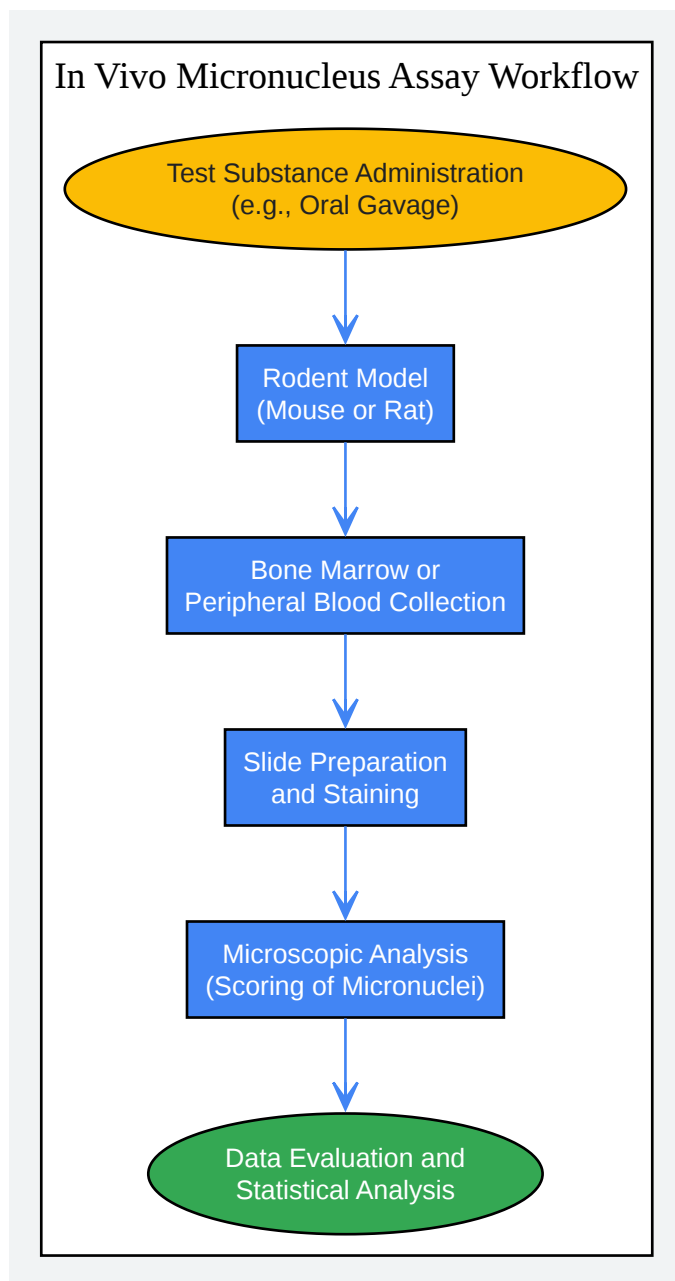 In Vivo Micronucleus Assay Workflow
Test Substance Administration
(e.g., Oral Gavage)
Rodent Model
(Mouse or Rat)
Bone Marrow or
Peripheral Blood Collection
Slide Preparation
and Staining
Microscopic Analysis
(Scoring of Micronuclei)
Data Evaluation and
Statistical Analysis